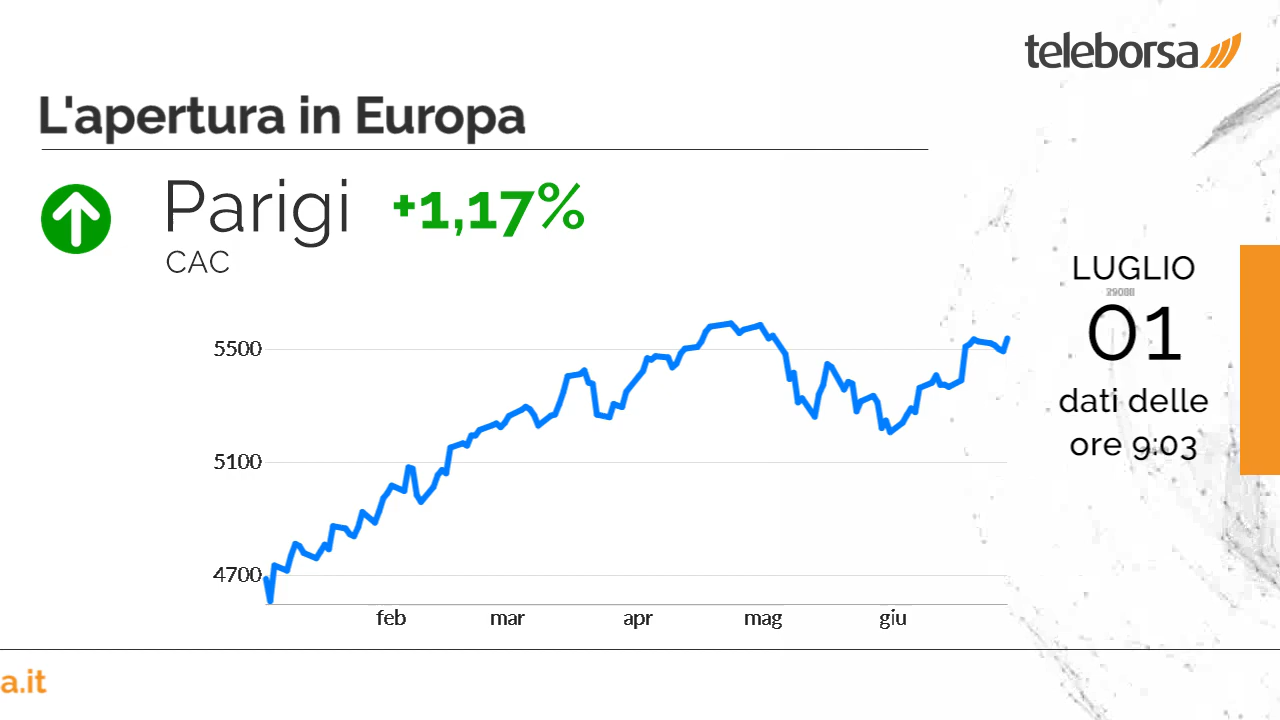 teleborsa
L'apertura in Europa
Parigi +1,17%
CAC
LUGLIO
01
dati delle
ore 9:03
5500
5100
4700
feb mar apr mag giu
a.it